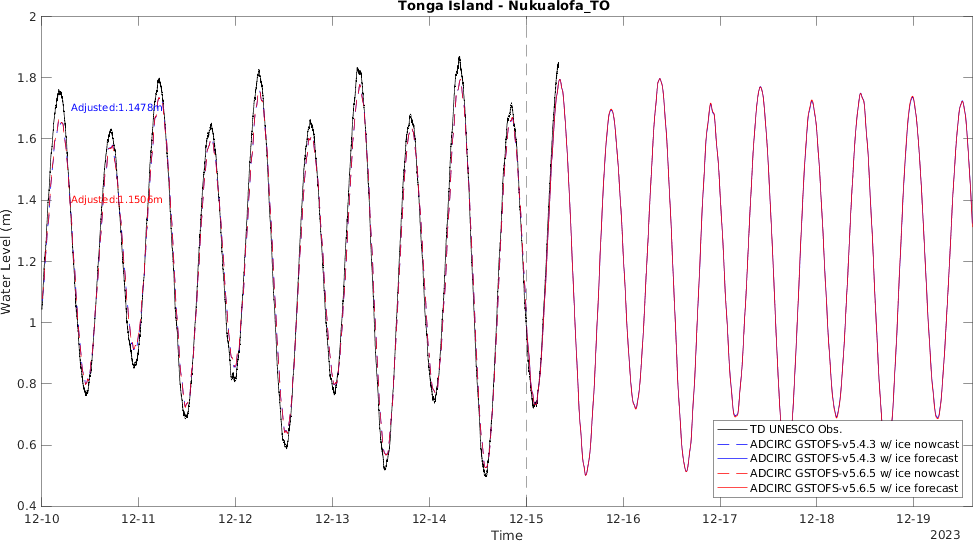 Tonga Island - Nukualofa_TO
Water Level (m)
2
1.8
1.6
1.4
1.2
1
0.8
0.6
0.4
Adjusted:1.1478m
Adjusted:1.1506m
TD UNESCO Obs.
ADCIRC GSTOFS-v5.4.3 w/ ice nowcast
ADCIRC GSTOFS-v5.4.3 w/ ice forecast
ADCIRC GSTOFS-v5.6.5 w/ ice nowcast
ADCIRC GSTOFS-v5.6.5 w/ ice forecast
12-10 12-11 12-12 12-13 12-14 12-15 12-16 12-17 12-18 12-19
Time
2023